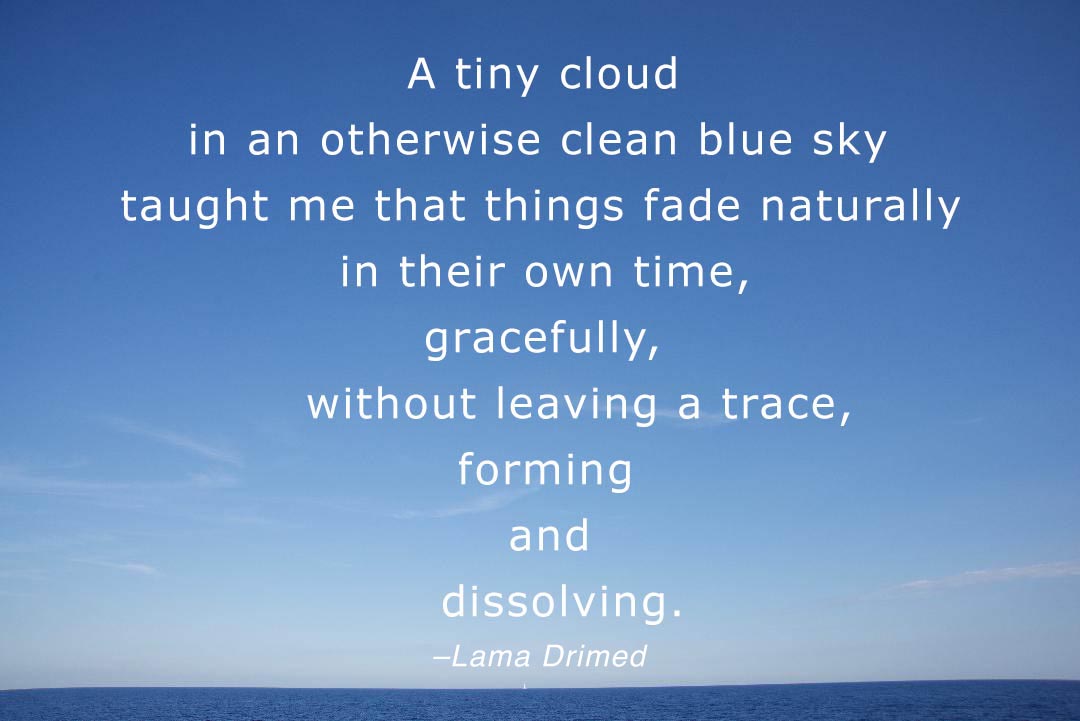 A tiny cloud
in an otherwise clean blue sky
taught me that things fade naturally
in their own time,
gracefully,
without leaving a trace,
forming
and
dissolving.
–Lama Drimed